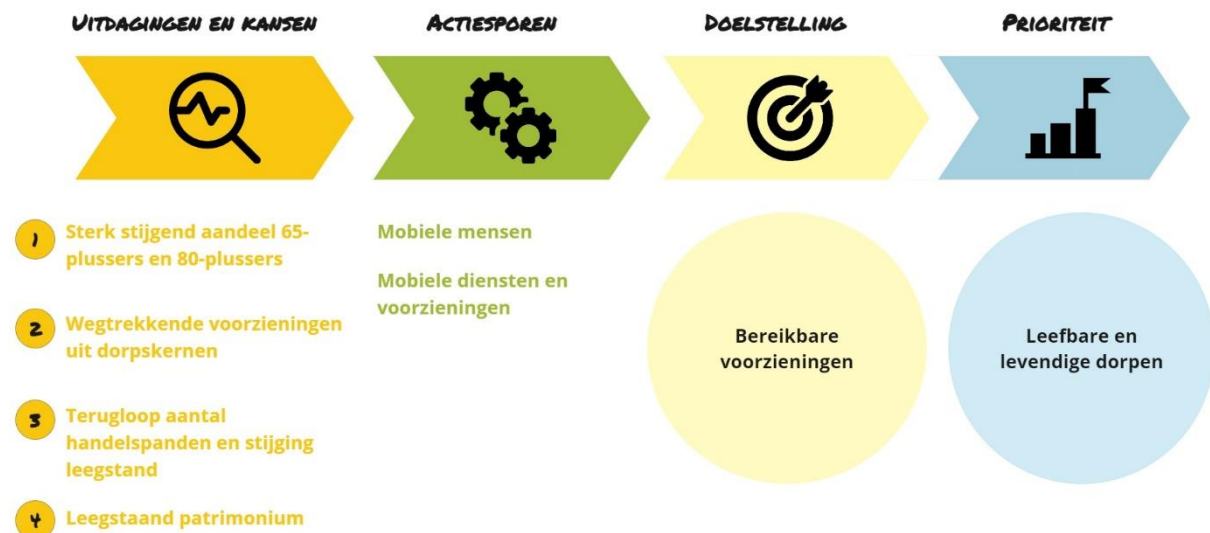 Uitdagingen en kansen
Actiesporen
Doelstelling
Prioriteit
1 Sterk stijgend aandeel 65-
plussers en 80-plussers
2 Wegtrekkende voorzieningen
uit dorpskernen
3 Terugloop aantal
handelspanden en stijging
leegstand
4 Leegstaand patrimonium
Mobiele mensen
Mobiele diensten en
voorzieningen
Bereikbare
voorzieningen
Leefbare en
levendige dorpen